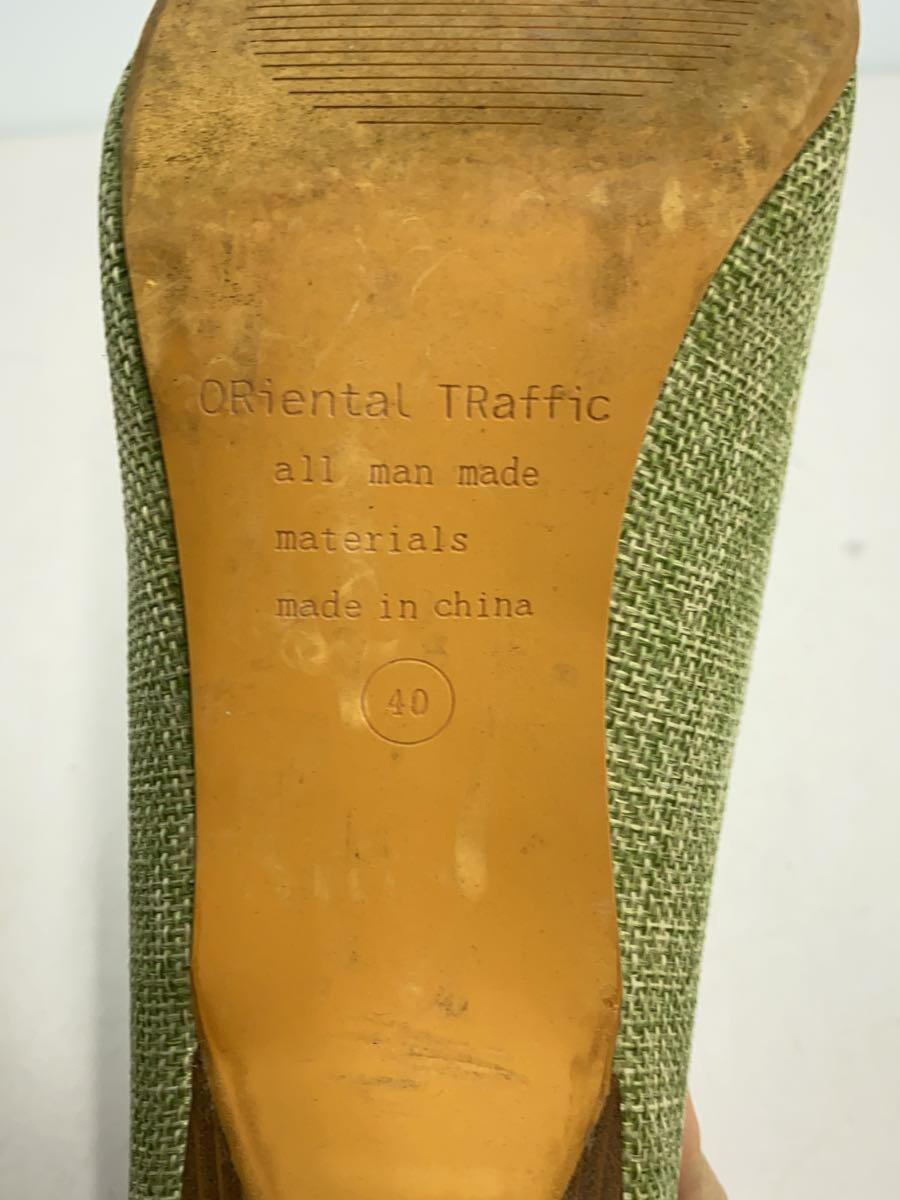 ORiental TRaffic
all man made
materials
made in china
40